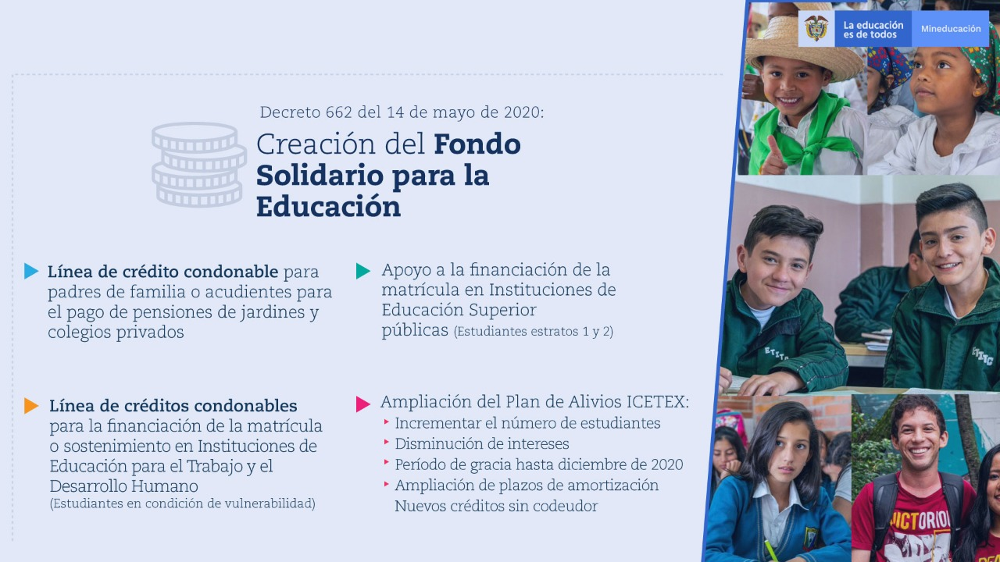 La educación
es de todos
Mineducación
Decreto 662 del 14 de mayo de 2020:
Creación del Fondo
Solidario para la
Educación
Línea de crédito condonable para
padres de familia o acudientes para
el pago de pensiones de jardines y
colegios privados
Apoyo a la financiación de la
matrícula en Instituciones de
Educación Superior
públicas (Estudiantes estratos 1 y 2)
Línea de créditos condonables
para la financiación de la matrícula
o sostenimiento en Instituciones de
Educación para el Trabajo y el
Desarrollo Humano
(Estudiantes en condición de vulnerabilidad)
Ampliación del Plan de Alivios ICETEX:
Incrementar el número de estudiantes
Disminución de intereses
Período de gracia hasta diciembre de 2020
Ampliación de plazos de amortización
Nuevos créditos sin codeudor